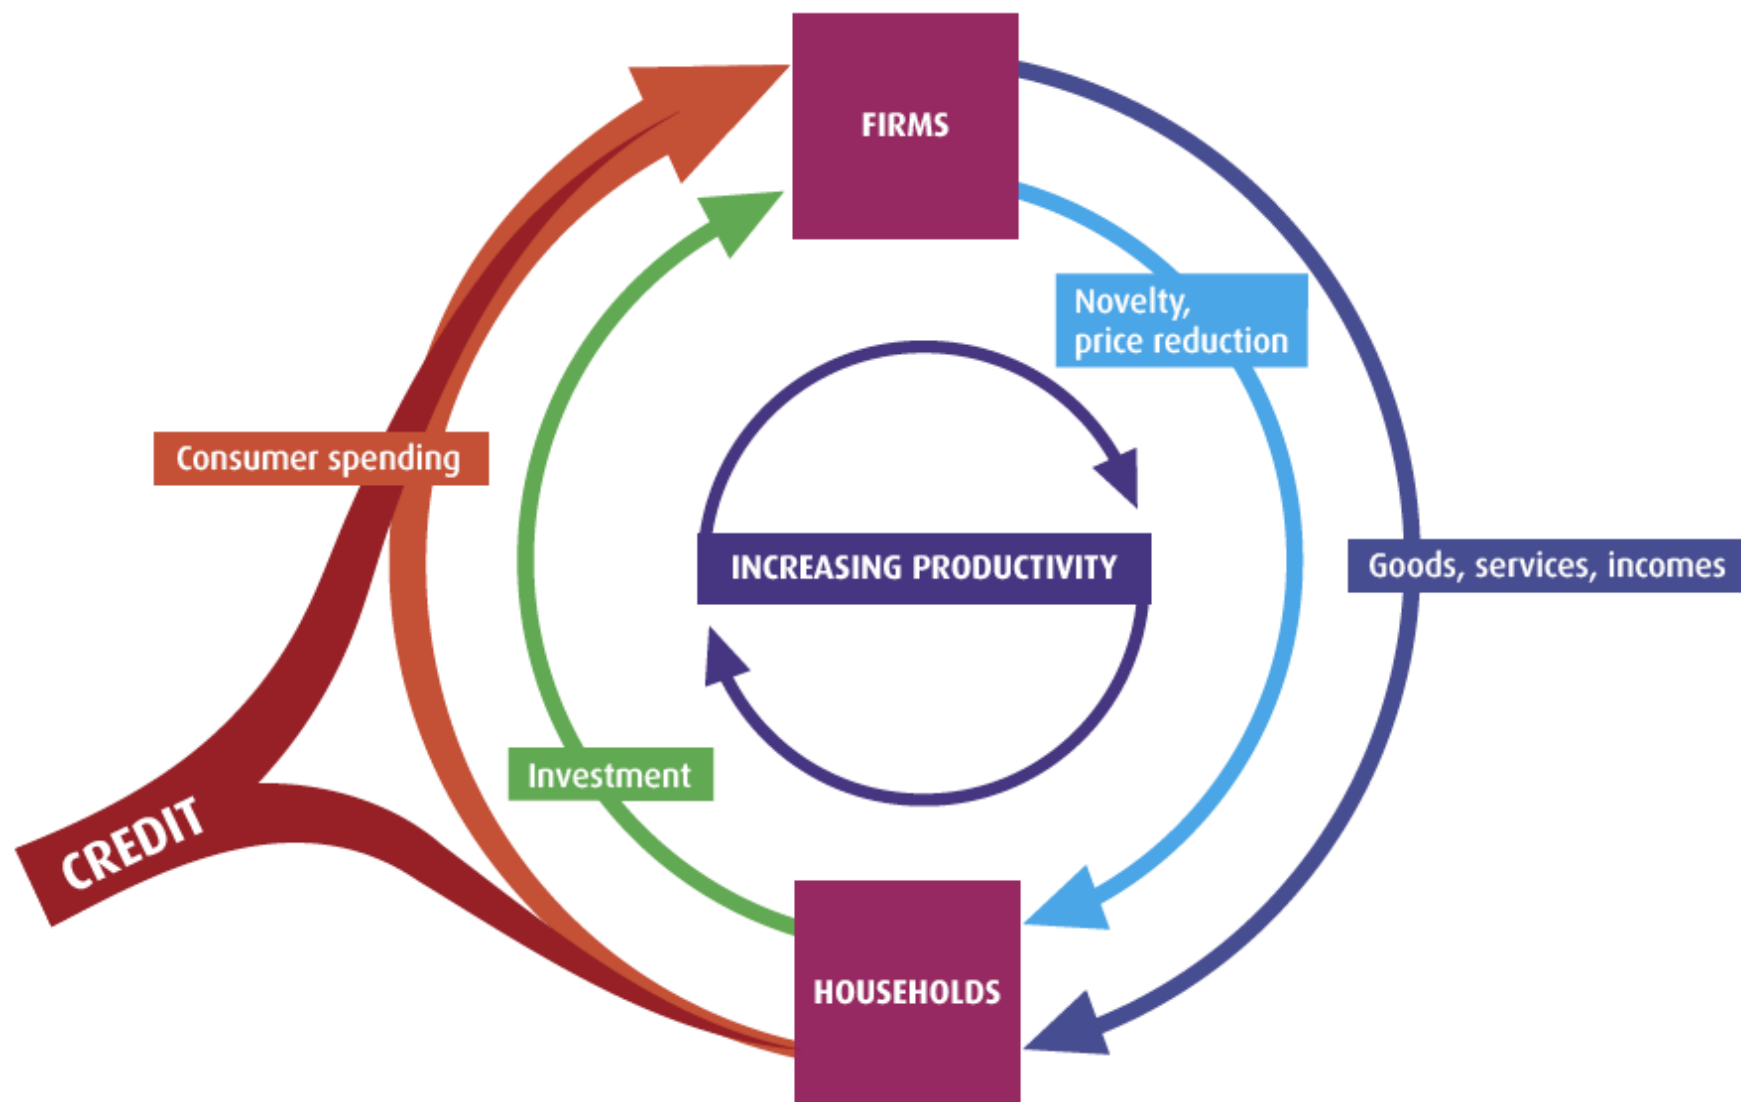 FIRMS
Novelty,
price reduction
Consumer spending
INCREASING PRODUCTIVITY
Goods, services, incomes
Investment
CREDIT
HOUSEHOLDS